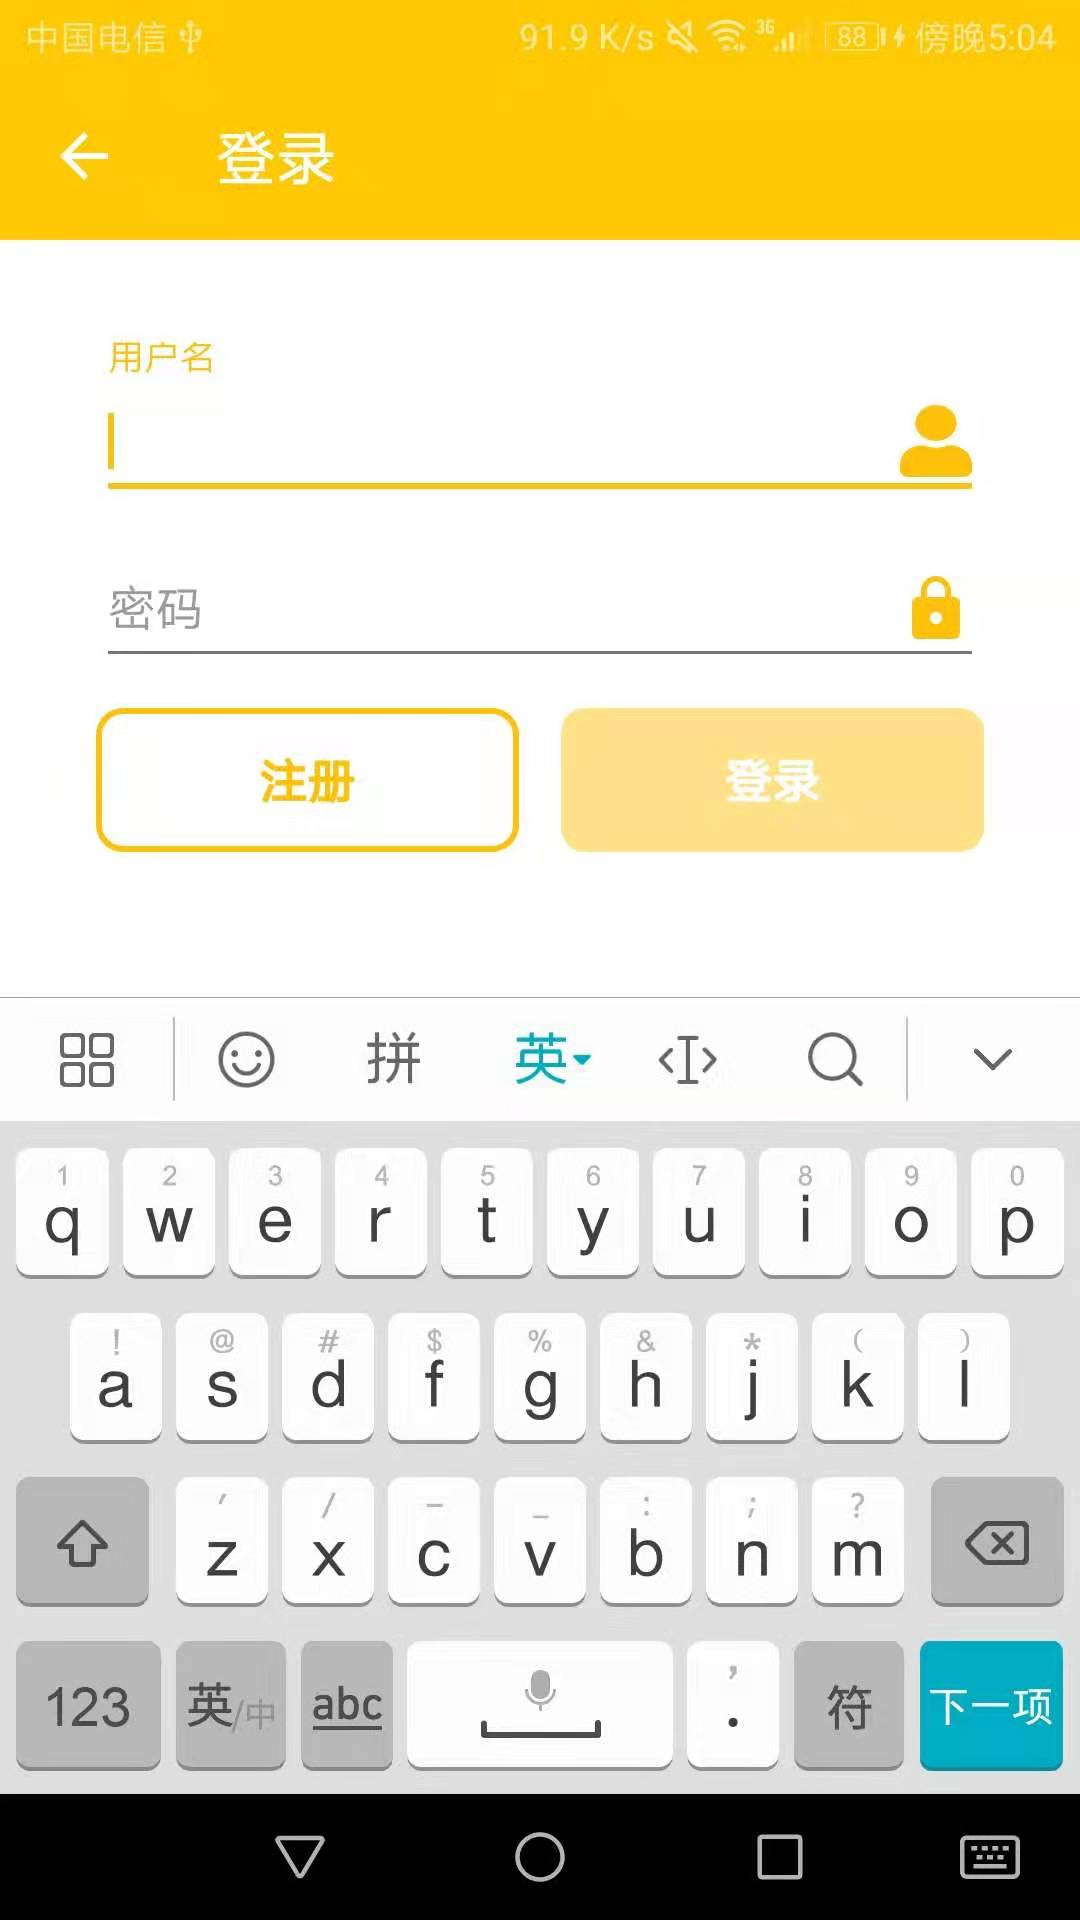 中国电信 91.9 K/s 3G 88 傍晚5:04
登录
用户名
密码
注册 登录
拼 英
1 2 3 4 5 6 7 8 9 0
q w e r t y u i o p
! @ # $ % & * ( )
a s d f g h j k l
' / - _ : ; ?
z x c v b n m
123 英/中 abc , . 符 下一项